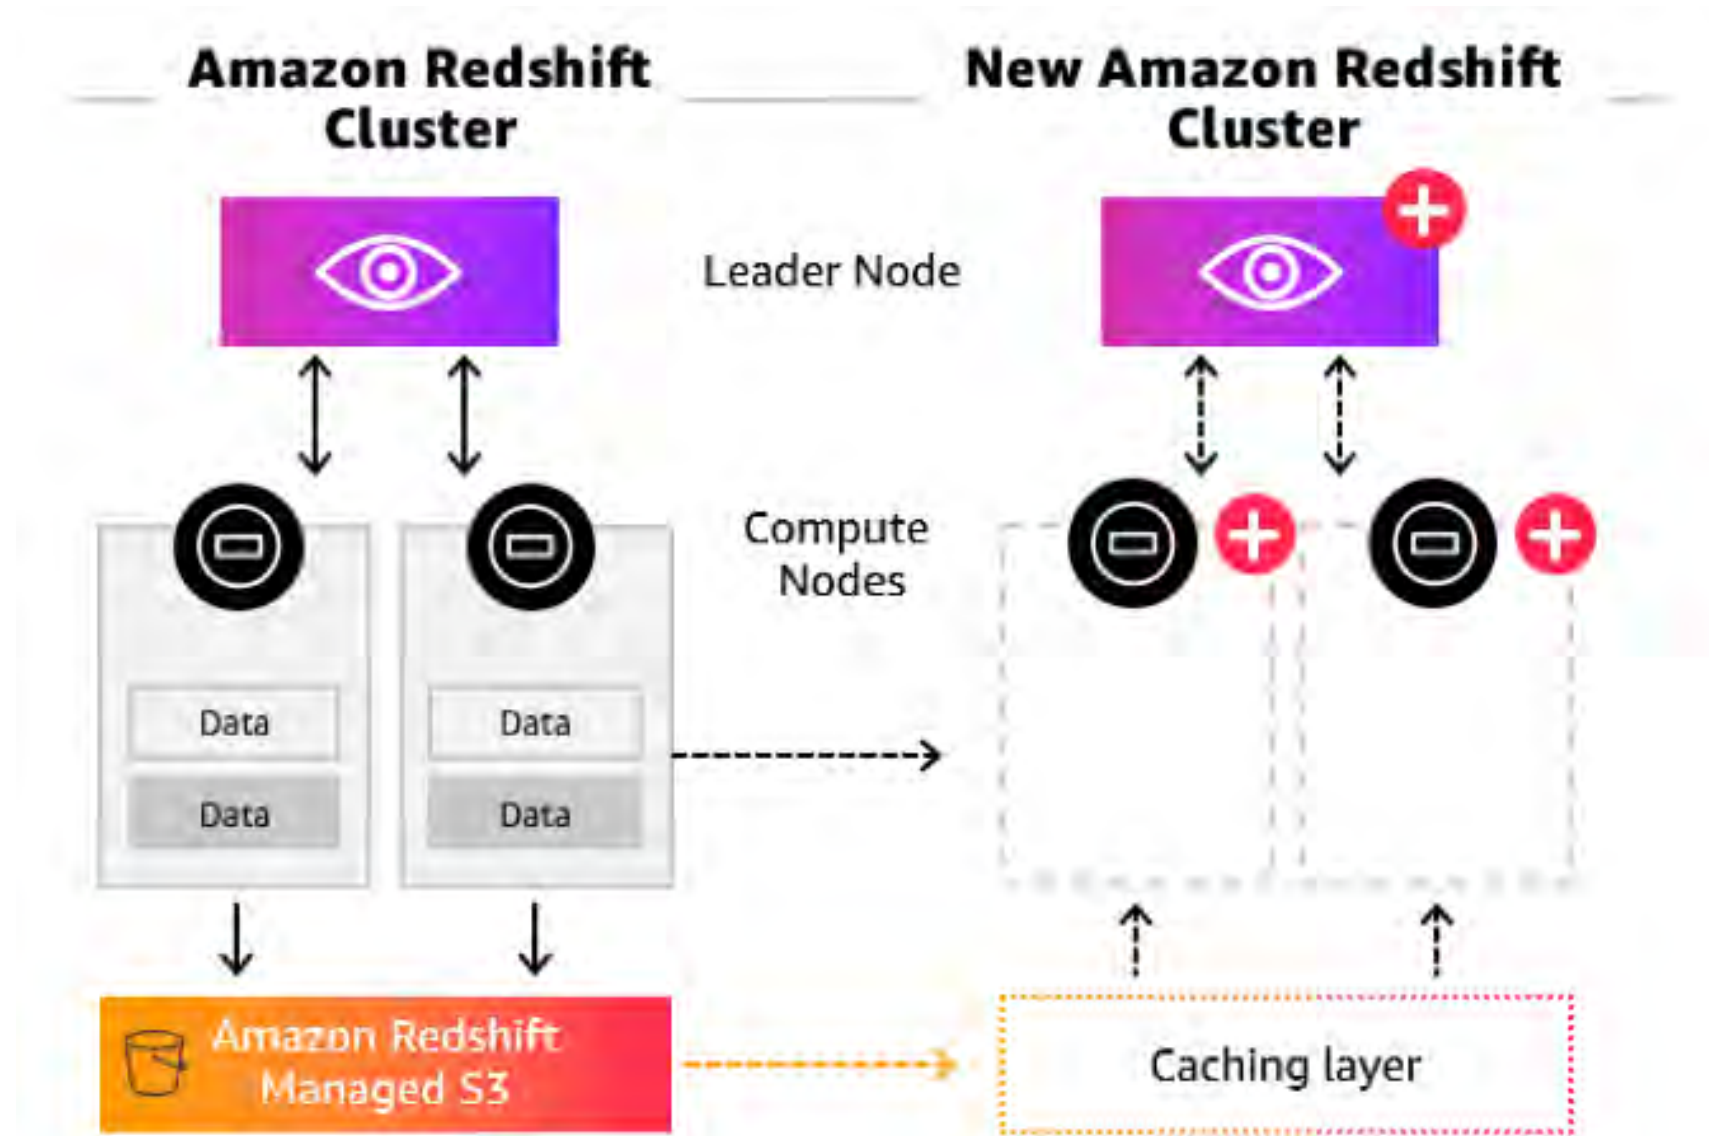 Amazon Redshift
Cluster
New Amazon Redshift
Cluster
Leader Node
Compute
Nodes
Data
Data
Data
Data
Amazon Redshift
Managed S3
Caching layer